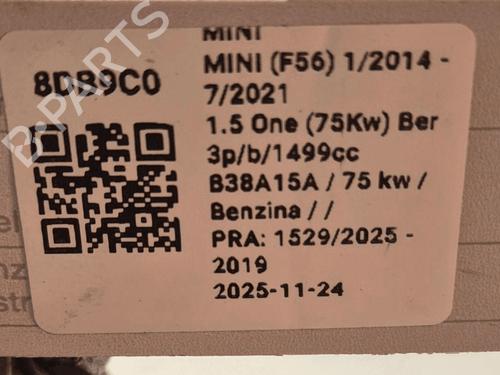 MINI
8DB9C0
MINI (F56) 1/2014 -
7/2021
1.5 One (75Kw) Ber
3p/b/1499cc
B38A15A / 75 kw /
Benzina / /
PRA: 1529/2025 -
2019
2025-11-24
B-PARTS